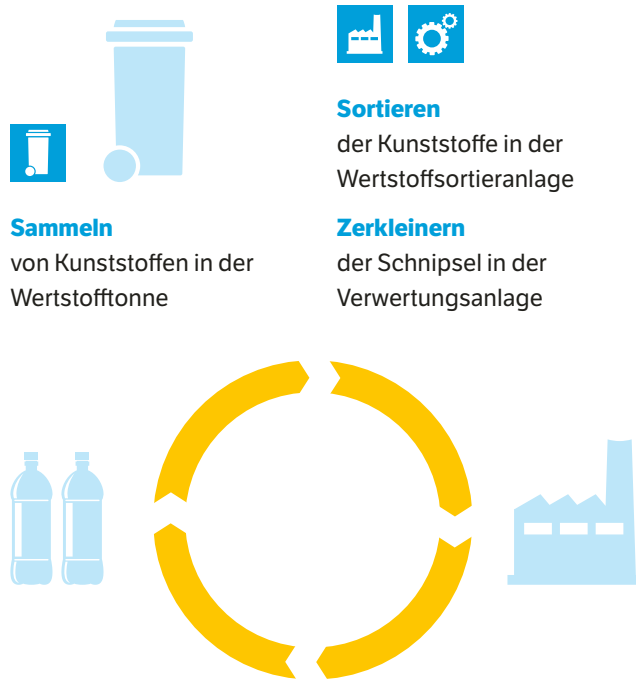 Sammeln
von Kunststoffen in der
Wertstofftonne
Sortieren
der Kunststoffe in der
Wertstoffsortieranlage
Zerkleinern
der Schnipsel in der
Verwertungsanlage